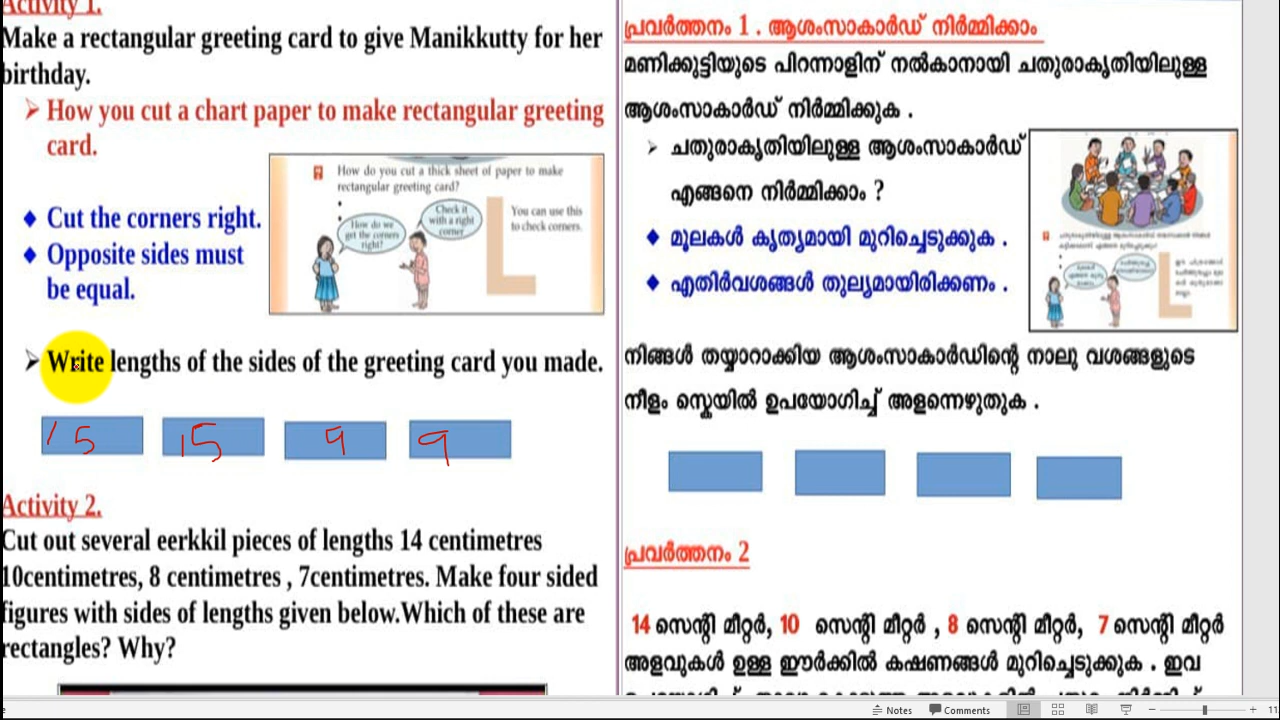 Activity 1.
Make a rectangular greeting card to give Manikkutty for her
birthday.
➢ How you cut a chart paper to make rectangular greeting
card.
How do you cut a thick sheet of paper to make
rectangular greeting card?
How do we
get the corners
right?
Check it
with a right
corner
You can use this
to check corners.
♦ Cut the corners right.
♦ Opposite sides must
be equal.
➢ Write lengths of the sides of the greeting card you made.
15 15 9 9
Activity 2.
Cut out several eerkkil pieces of lengths 14 centimetres
10centimetres, 8 centimetres , 7centimetres. Make four sided
figures with sides of lengths given below.Which of these are
rectangles? Why?
പ്രവർത്തനം 1 . ആശംസാകാർഡ് നിർമ്മിക്കാം
മണിക്കുട്ടിയുടെ പിറന്നാളിന് നൽകാനായി ചതുരാകൃതിയിലുള്ള
ആശംസാകാർഡ് നിർമ്മിക്കുക .
➢ ചതുരാകൃതിയിലുള്ള ആശംസാകാർഡ്
എങ്ങനെ നിർമ്മിക്കാം ?
♦ മൂലകൾ കൃത്യമായി മുറിച്ചെടുക്കുക .
♦ എതിർവശങ്ങൾ തുല്യമായിരിക്കണം .
നിങ്ങൾ തയ്യാറാക്കിയ ആശംസാകാർഡിന്റെ നാലു വശങ്ങളുടെ
നീളം സ്കെയിൽ ഉപയോഗിച്ച് അളന്നെഴുതുക .
പ്രവർത്തനം 2
14 സെന്റി മീറ്റർ, 10 സെന്റി മീറ്റർ , 8 സെന്റി മീറ്റർ, 7 സെന്റി മീറ്റർ
അളവുകൾ ഉള്ള ഈർക്കിൽ കഷണങ്ങൾ മുറിച്ചെടുക്കുക . ഇവ
Notes Comments 11